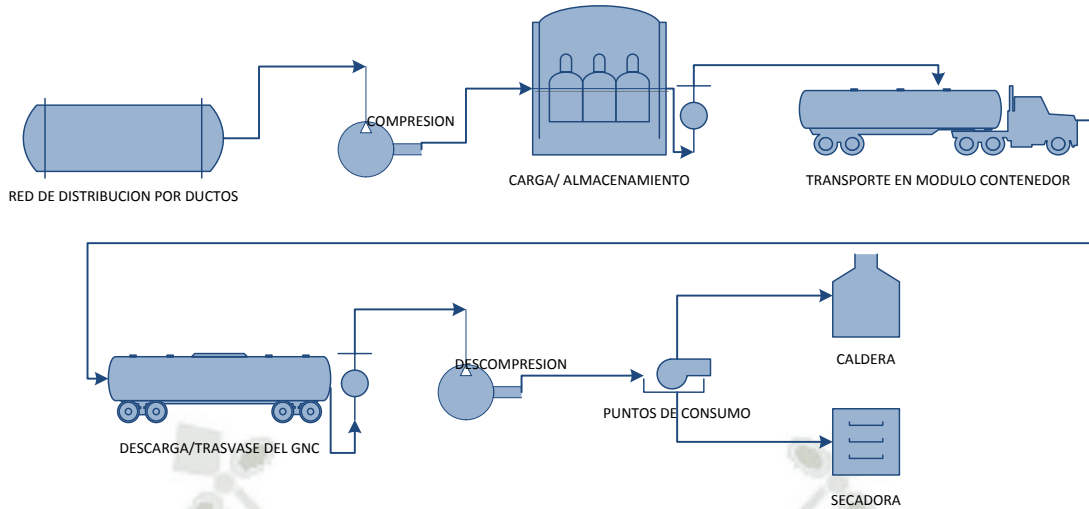 COMPRESION
RED DE DISTRIBUCION POR DUCTOS
CARGA/ ALMACENAMIENTO
TRANSPORTE EN MODULO CONTENEDOR
DESCOMPRESION
CALDERA
PUNTOS DE CONSUMO
DESCARGA/TRASVASE DEL GNC
SECADORA